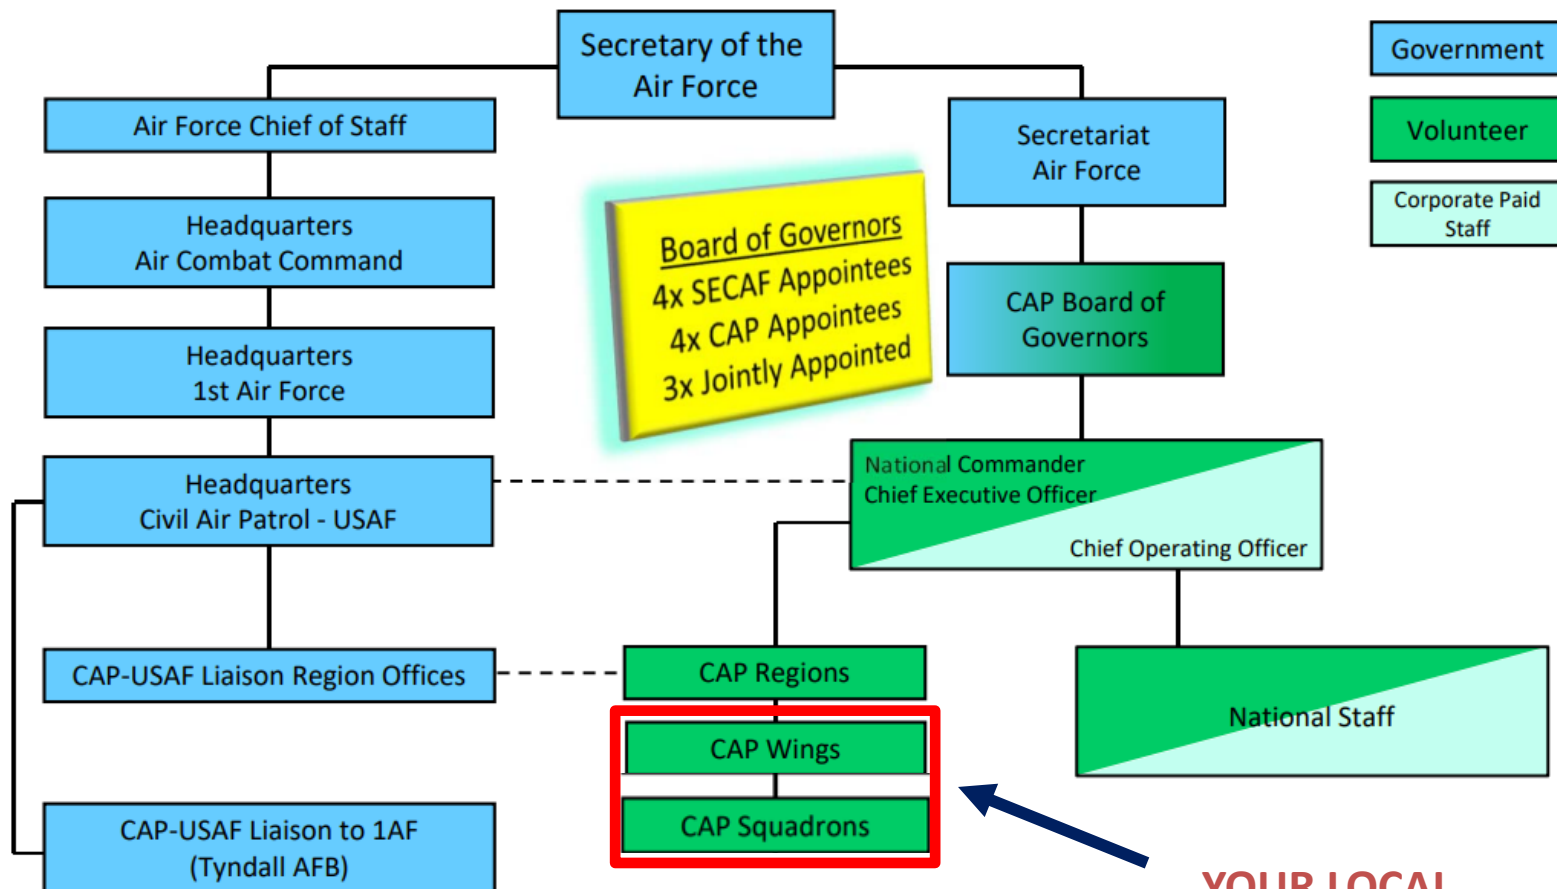 Secretary of the
Air Force
Government
Air Force Chief of Staff
Secretariat
Air Force
Volunteer
Headquarters
Air Combat Command
Corporate Paid
Staff
Board of Governors
4x SECAF Appointees
4x CAP Appointees
3x Jointly Appointed
CAP Board of
Governors
Headquarters
1st Air Force
National Commander
Chief Executive Officer
Chief Operating Officer
Headquarters
Civil Air Patrol - USAF
CAP-USAF Liaison Region Offices
CAP Regions
National Staff
CAP Wings
CAP Squadrons
CAP-USAF Liaison to 1AF
(Tyndall AFB)
YOUR LOCAL